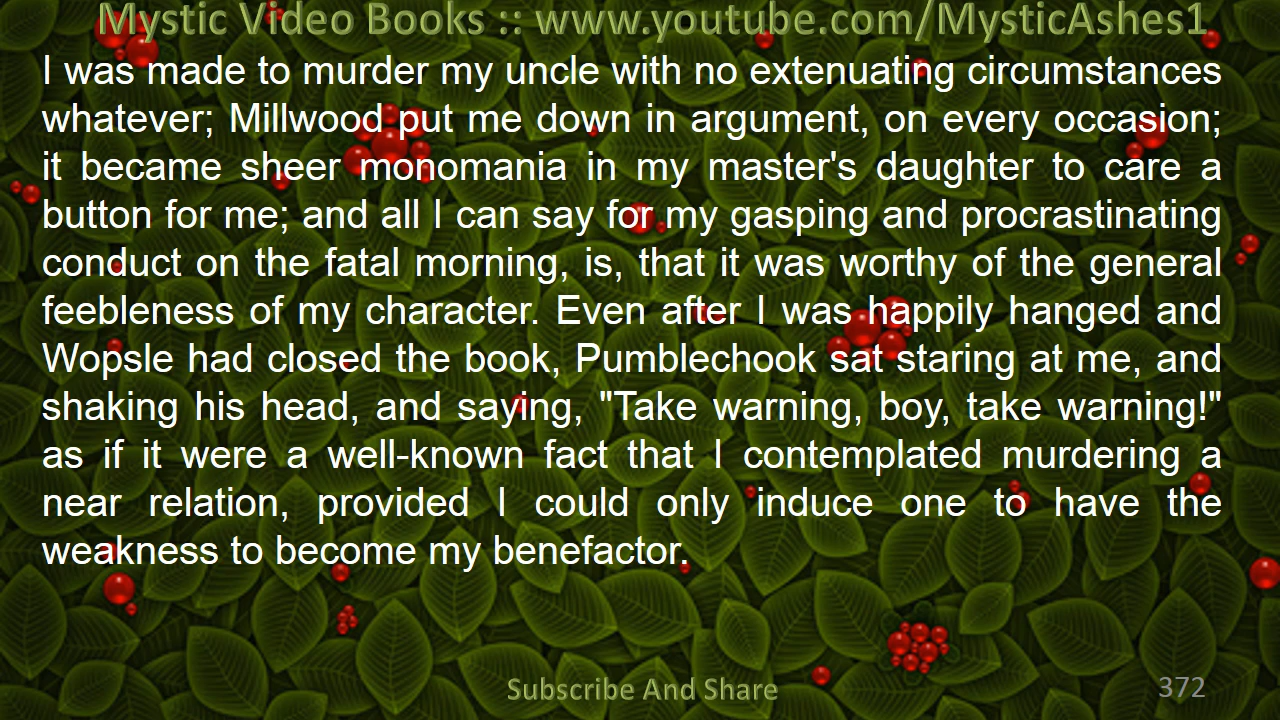 Mystic Video Books :: www.youtube.com/MysticAshes1
I was made to murder my uncle with no extenuating circumstances
whatever; Millwood put me down in argument, on every occasion;
it became sheer monomania in my master's daughter to care a
button for me; and all I can say for my gasping and procrastinating
conduct on the fatal morning, is, that it was worthy of the general
feebleness of my character. Even after I was happily hanged and
Wopsle had closed the book, Pumblechook sat staring at me, and
shaking his head, and saying, "Take warning, boy, take warning!"
as if it were a well-known fact that I contemplated murdering a
near relation, provided I could only induce one to have the
weakness to become my benefactor.
Subscribe And Share
372